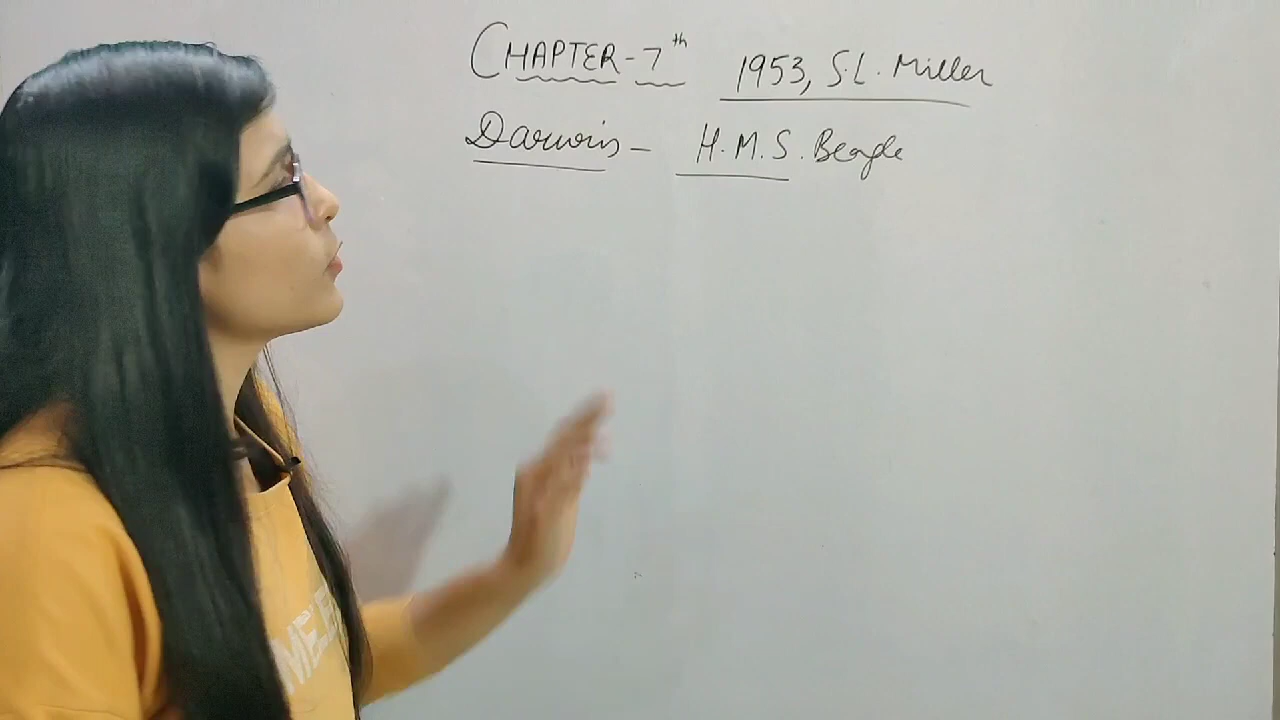 CHAPTER-7th 1953, S.L. Miller
Darwin - H.M.S. Beagle